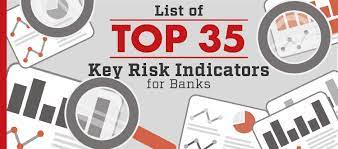 List of
TOP 35
Key Risk Indicators
for Banks